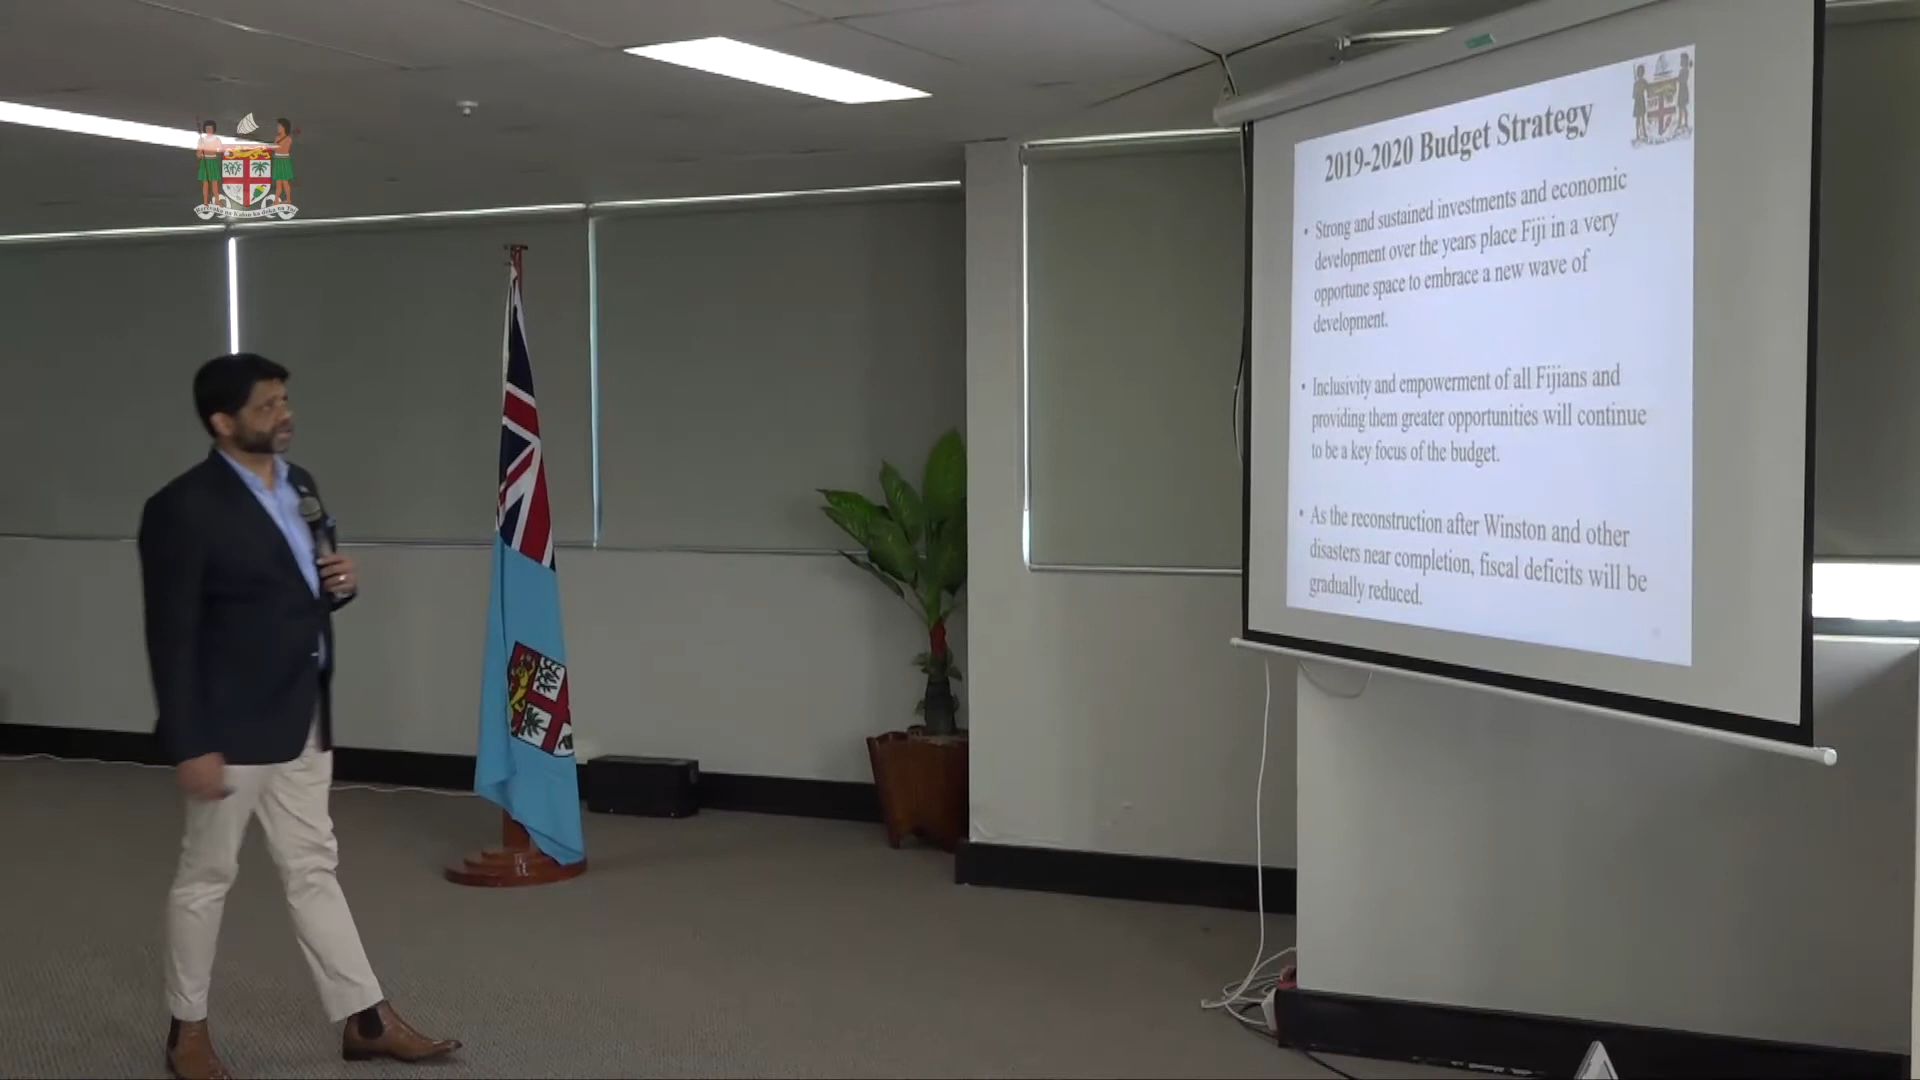 2019-2020 Budget Strategy
• Strong and sustained investments and economic
development over the years place Fiji in a very
opportune space to embrace a new wave of
development.
• Inclusivity and empowerment of all Fijians and
providing them greater opportunities will continue
to be a key focus of the budget.
• As the reconstruction after Winston and other
disasters near completion, fiscal deficits will be
gradually reduced.